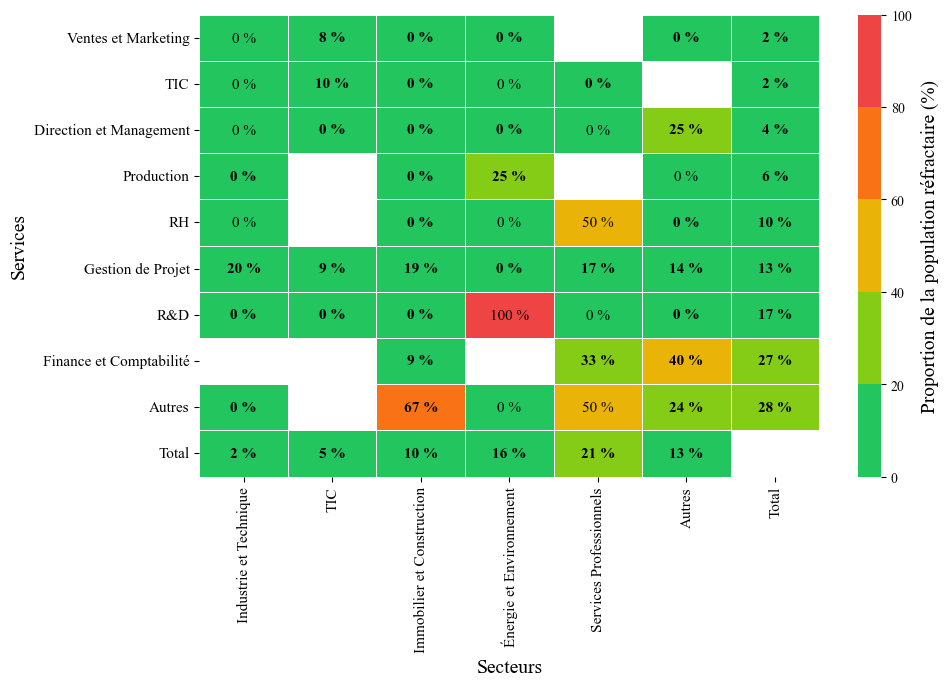 Ventes et Marketing 0 % 8 % 0 % 0 % 0 % 2 %
TIC 0 % 10 % 0 % 0 % 0 % 2 %
Direction et Management 0 % 0 % 0 % 0 % 0 % 25 % 4 %
Production 0 % 0 % 25 % 0 % 6 %
RH 0 % 0 % 0 % 50 % 0 % 10 %
Gestion de Projet 20 % 9 % 19 % 0 % 17 % 14 % 13 %
R&D 0 % 0 % 0 % 100 % 0 % 0 % 17 %
Finance et Comptabilité 9 % 33 % 40 % 27 %
Autres 0 % 67 % 0 % 50 % 24 % 28 %
Total 2 % 5 % 10 % 16 % 21 % 13 %
Services
Industrie et Technique
TIC
Immobilier et Construction
Énergie et Environnement
Services Professionnels
Autres
Total
Secteurs
100
80
60
40
20
0
Proportion de la population réfractaire (%)